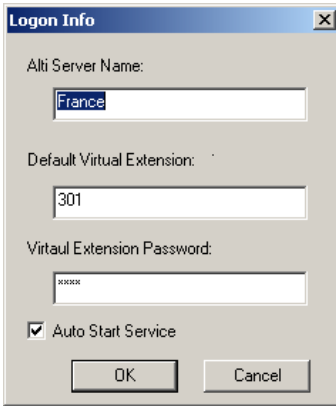 Logon Info
Alti Server Name:
France
Default Virtual Extension:
301
Virtaul Extension Password:
****
Auto Start Service
OK Cancel